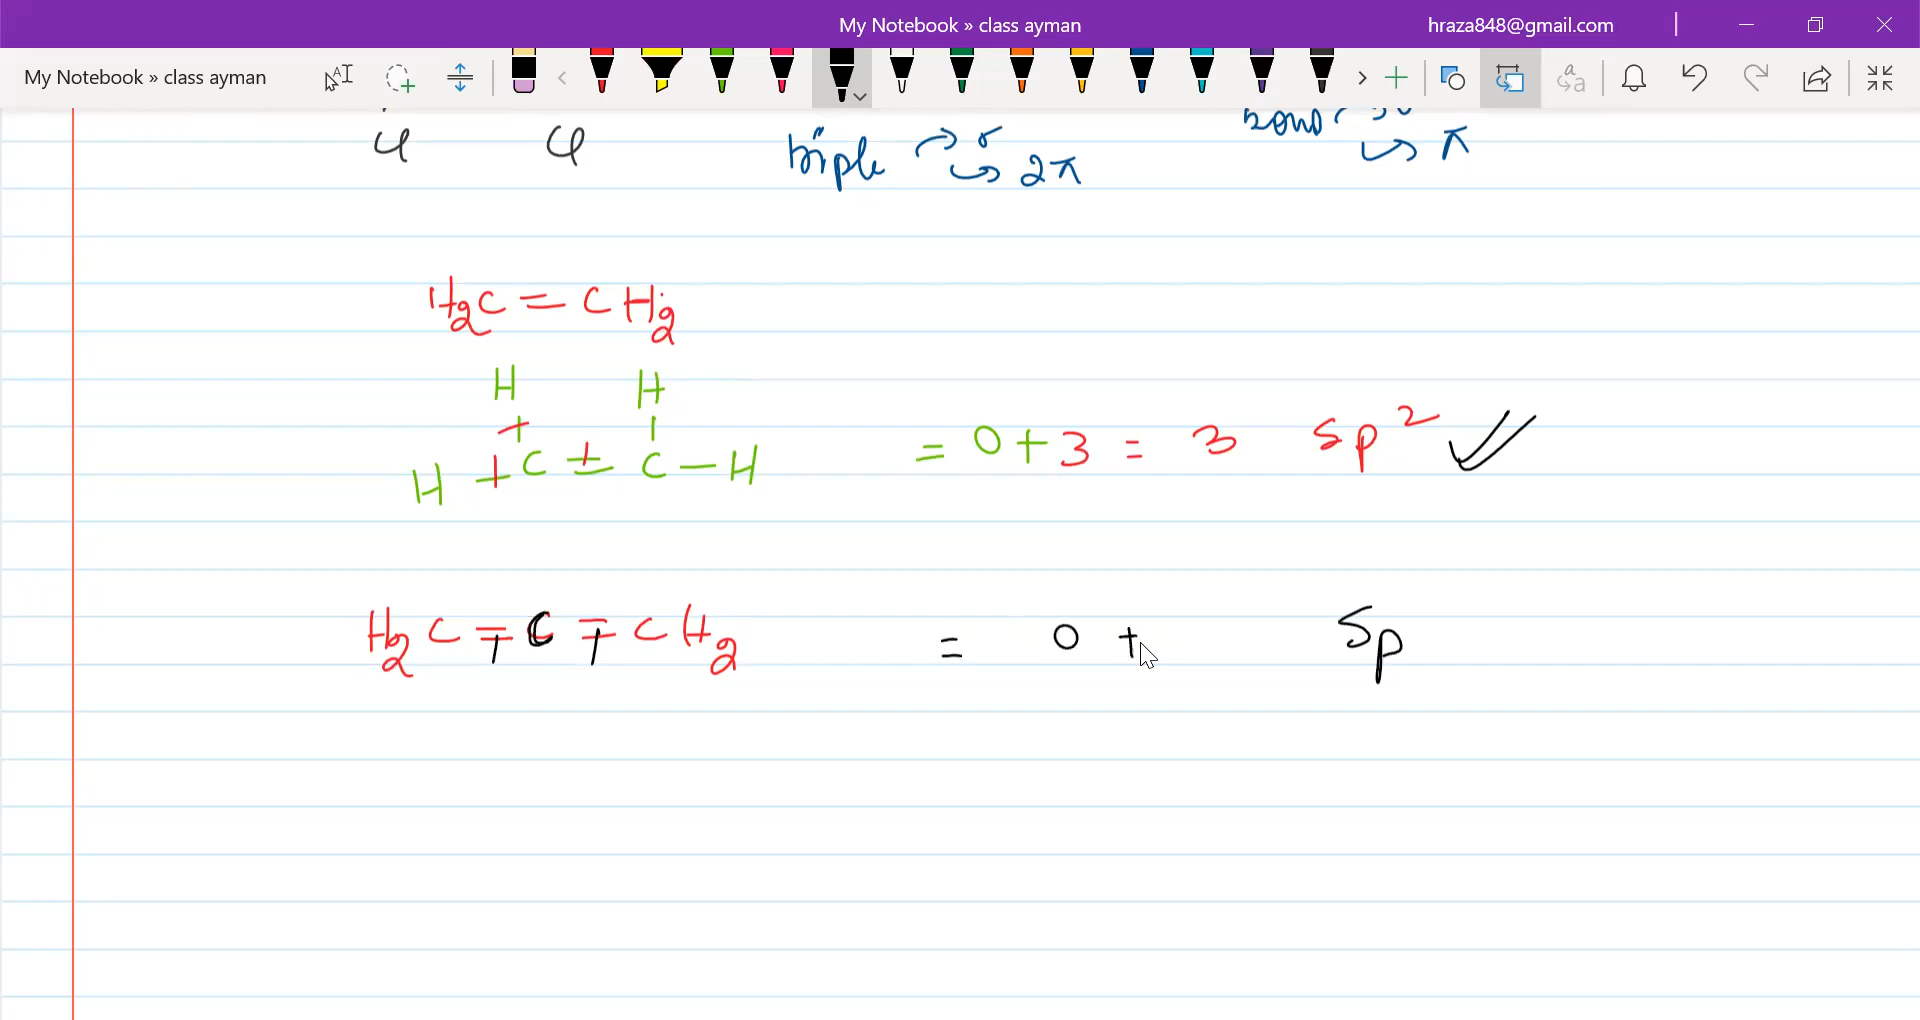 My Notebook » class ayman
hraza848@gmail.com
My Notebook » class ayman
triple → σ
→ 2π
bond
→ π
H₂C = CH₂
H H
H - C = C - H = 0 + 3 = 3 sp²
H₂C = C = CH₂ = 0 + sp